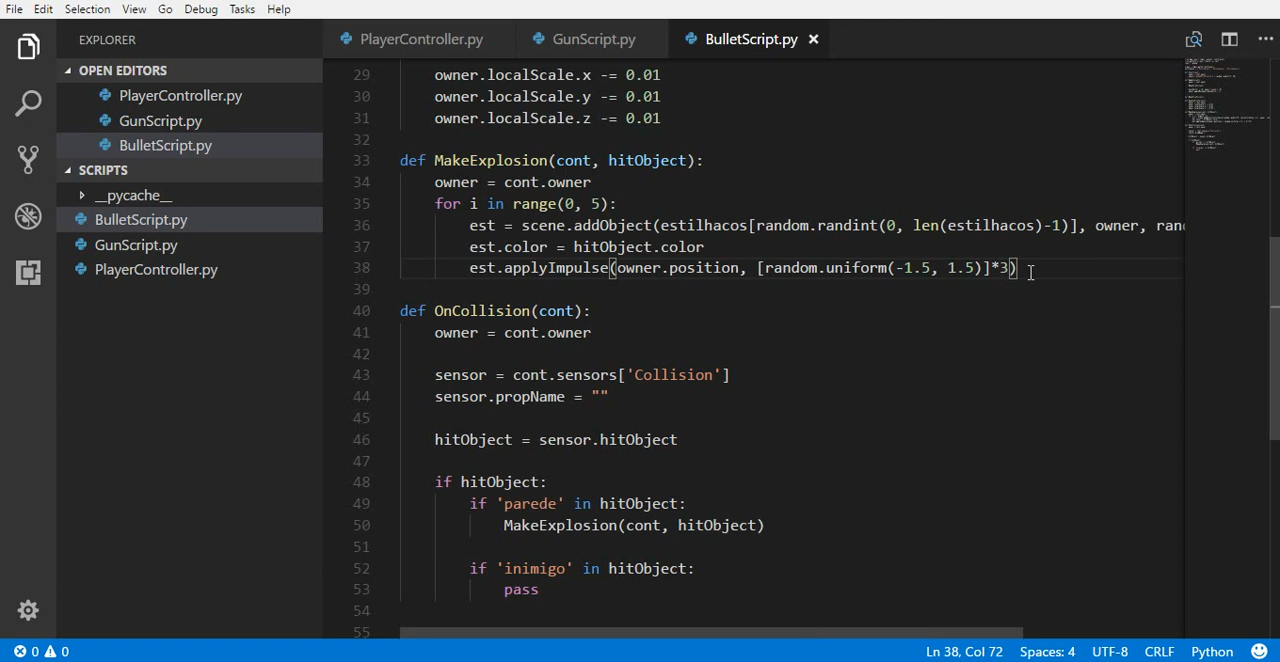 File Edit Selection View Go Debug Tasks Help
EXPLORER
PlayerController.py GunScript.py BulletScript.py
OPEN EDITORS
PlayerController.py
GunScript.py
BulletScript.py
SCRIPTS
__pycache__
BulletScript.py
GunScript.py
PlayerController.py
29 owner.localScale.x -= 0.01
30 owner.localScale.y -= 0.01
31 owner.localScale.z -= 0.01
32
33 def MakeExplosion(cont, hitObject):
34 owner = cont.owner
35 for i in range(0, 5):
36 est = scene.addObject(estilhacos[random.randint(0, len(estilhacos)-1)], owner, ran
37 est.color = hitObject.color
38 est.applyImpulse(owner.position, [random.uniform(-1.5, 1.5)]*3)
39
40 def OnCollision(cont):
41 owner = cont.owner
42
43 sensor = cont.sensors['Collision']
44 sensor.propName = ""
45
46 hitObject = sensor.hitObject
47
48 if hitObject:
49 if 'parede' in hitObject:
50 MakeExplosion(cont, hitObject)
51
52 if 'inimigo' in hitObject:
53 pass
54
55
0 0 Ln 38, Col 72 Spaces: 4 UTF-8 CRLF Python